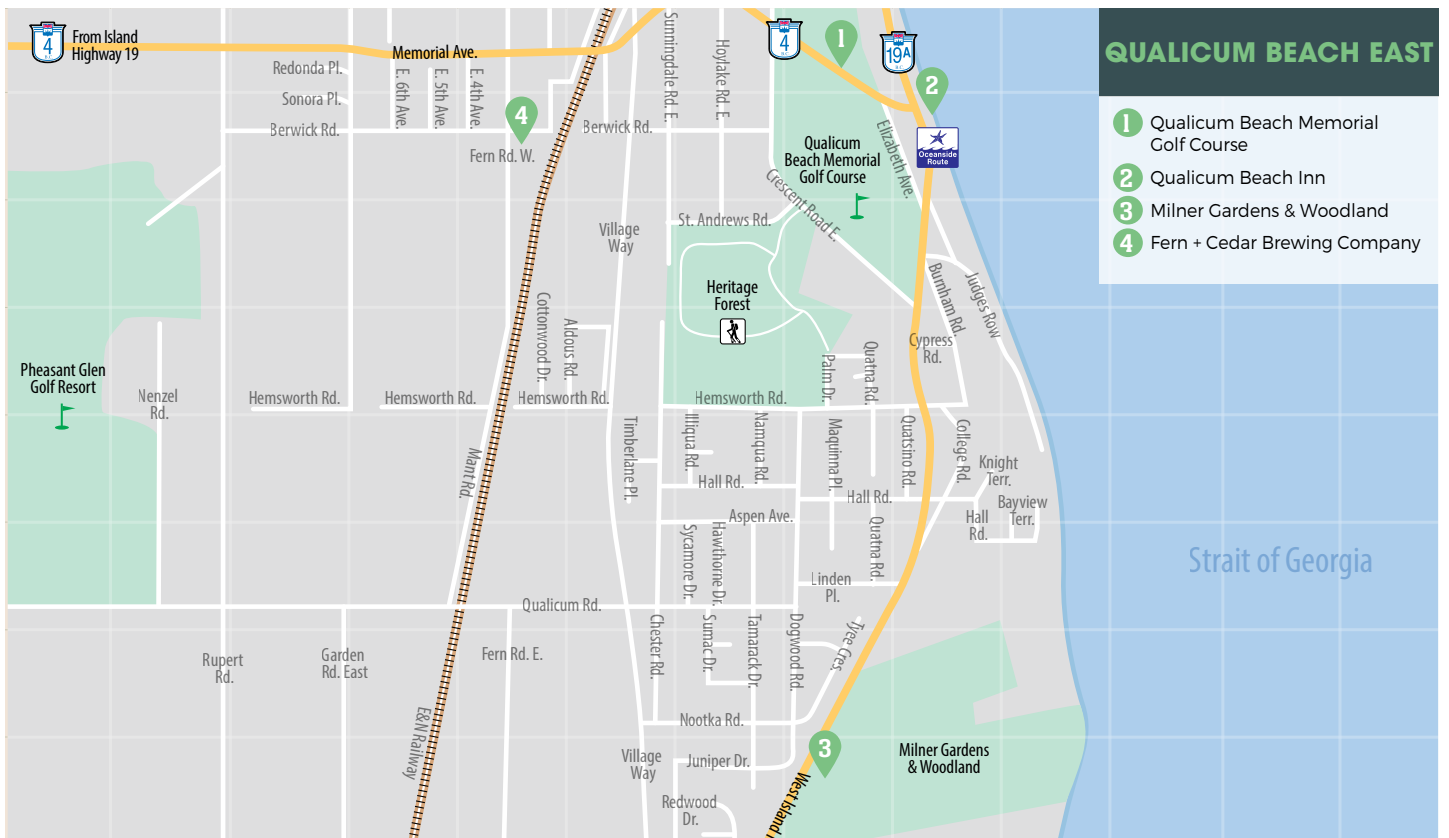 QUALICUM BEACH EAST
1 Qualicum Beach Memorial
Golf Course
2 Qualicum Beach Inn
3 Milner Gardens & Woodland
4 Fern + Cedar Brewing Company
4
B.C.
From Island
Highway 19
Memorial Ave.
4
B.C.
1
19A
B.C.
2
Redonda Pl.
Sonora Pl.
Berwick Rd.
E. 6th Ave.
E. 5th Ave.
E. 4th Ave.
4
Fern Rd. W.
Berwick Rd.
Sunningdale Rd. E.
Hoylake Rd. E.
Elizabeth Ave.
Oceanside
Route
Qualicum
Beach Memorial
Golf Course
Crescent Road E.
St. Andrews Rd.
Village
Way
Heritage
Forest
Burnham Rd.
Judges Row
Cypress
Rd.
Cottonwood Dr.
Aldous Rd.
Palm Dr.
Quatna Rd.
Pheasant Glen
Golf Resort
Nenzel
Rd.
Hemsworth Rd.
Hemsworth Rd.
Hemsworth Rd.
Hemsworth Rd.
Mant Rd.
Timberlane Pl.
Illiqua Rd.
Namqua Rd.
Maquinna Pl.
Quatsino Rd.
College Rd.
Knight
Terr.
Hall Rd.
Hall Rd.
Bayview
Terr.
Hall
Rd.
Aspen Ave.
Sycamore Dr.
Hawthorne Dr.
Quatna Rd.
Strait of Georgia
Linden
Pl.
Qualicum Rd.
Chester Rd.
Sumac Dr.
Tamarack Dr.
Dogwood Rd.
Tyee Cres.
Rupert
Rd.
Garden
Rd. East
Fern Rd. E.
E&N Railway
Nootka Rd.
Village
Way
Juniper Dr.
3
Milner Gardens
& Woodland
Redwood
Dr.
West Island